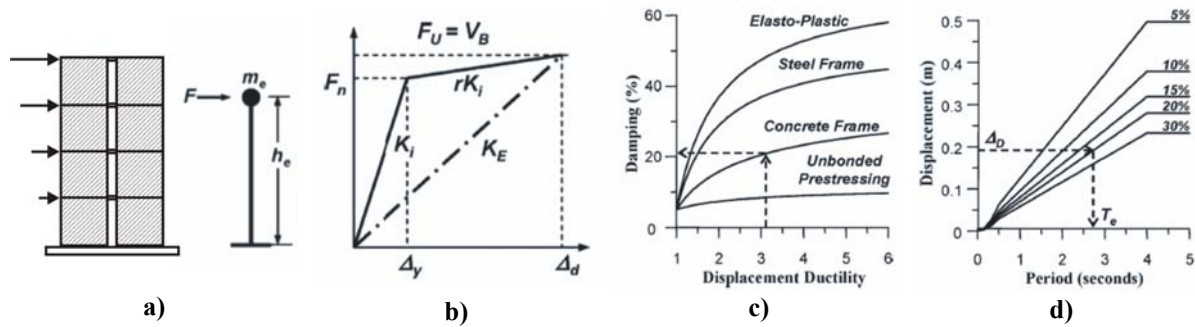 F
mₑ
hₑ
a)
F_U = V_B
F_n
rK_i
K_i
K_E
Δ_y
Δ_d
b)
Damping (%)
60
40
20
0
Elasto-Plastic
Steel Frame
Concrete Frame
Unbonded
Prestressing
1 2 3 4 5 6
Displacement Ductility
c)
Displacement (m)
0.5
0.4
0.3
0.2
0.1
0
5%
10%
15%
20%
30%
Δ_D
T_e
0 1 2 3 4 5
Period (seconds)
d)